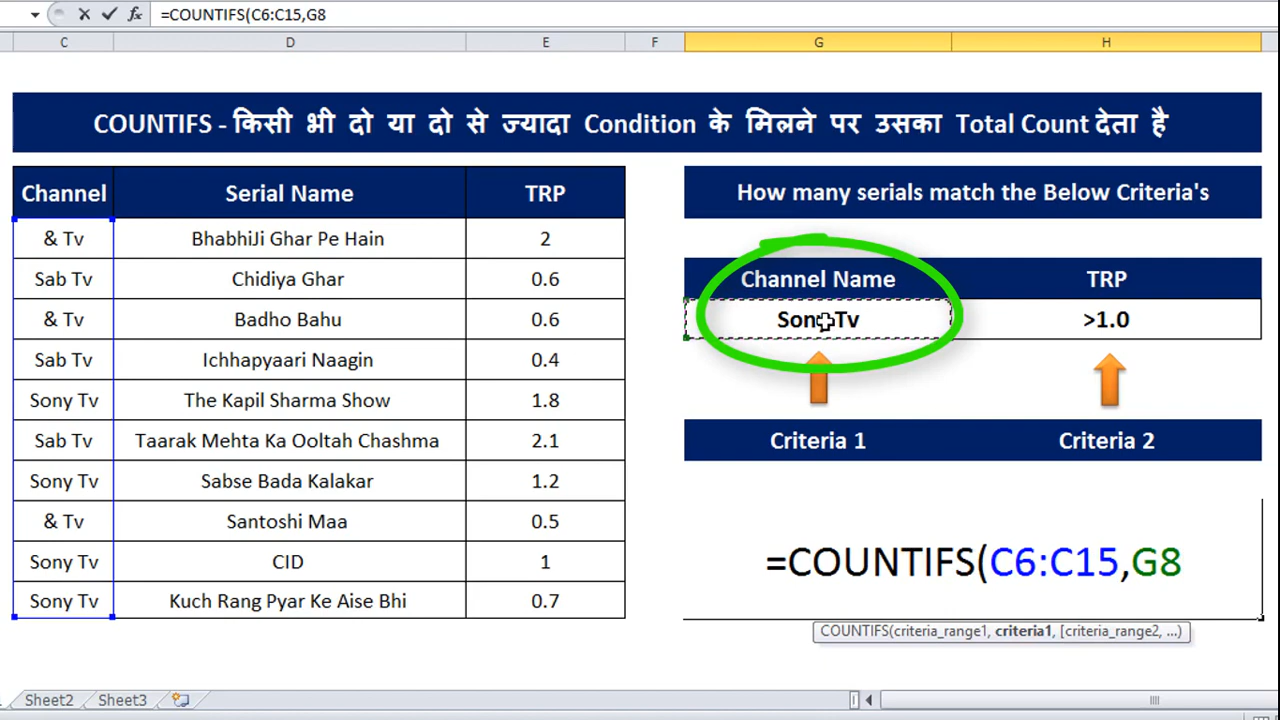 =COUNTIFS(C6:C15,G8
C D E F G H
COUNTIFS - किसी भी दो या दो से ज्यादा Condition के मिलने पर उसका Total Count देता है
Channel Serial Name TRP
& Tv BhabhiJi Ghar Pe Hain 2
Sab Tv Chidiya Ghar 0.6
& Tv Badho Bahu 0.6
Sab Tv Ichhapyaari Naagin 0.4
Sony Tv The Kapil Sharma Show 1.8
Sab Tv Taarak Mehta Ka Ooltah Chashma 2.1
Sony Tv Sabse Bada Kalakar 1.2
& Tv Santoshi Maa 0.5
Sony Tv CID 1
Sony Tv Kuch Rang Pyar Ke Aise Bhi 0.7
How many serials match the Below Criteria's
Channel Name TRP
Sony Tv >1.0
Criteria 1 Criteria 2
=COUNTIFS(C6:C15,G8
COUNTIFS(criteria_range1, criteria1, [criteria_range2, ...)
Sheet2 Sheet3